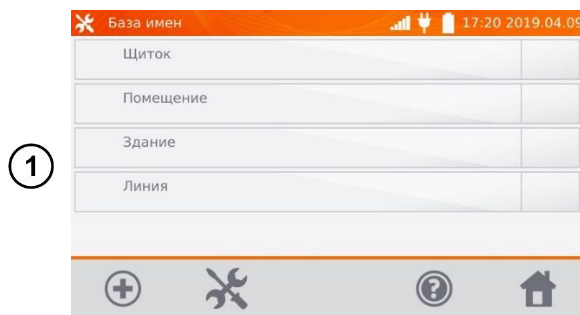 База имен 17:20 2019.04.09
Щиток
Помещение
1 Здание
Линия